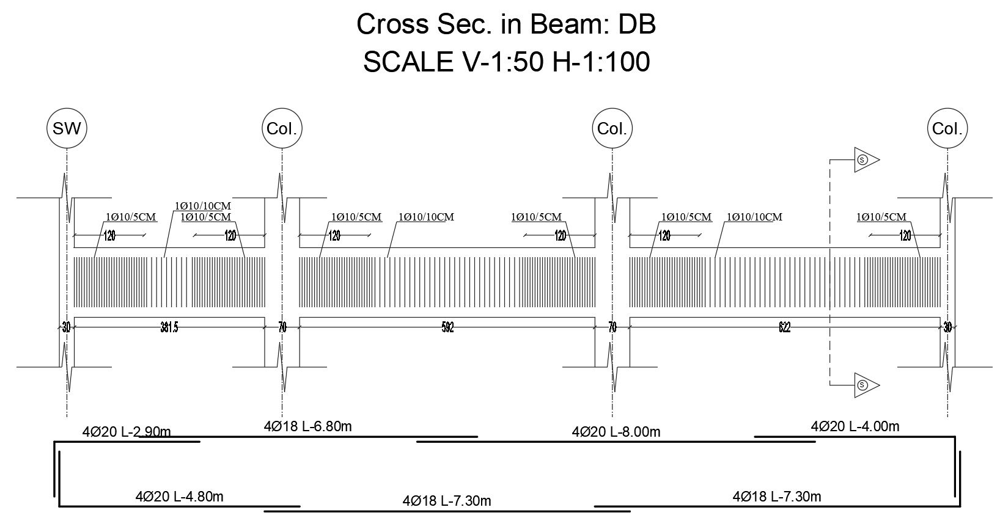 Cross Sec. in Beam: DB
SCALE V-1:50 H-1:100
SW
Col.
Col.
Col.
S
1Ø10/10CM
1Ø10/5CM
1Ø10/5CM
1Ø10/5CM
1Ø10/10CM
1Ø10/5CM
1Ø10/5CM
1Ø10/10CM
1Ø10/5CM
120
120
120
120
120
120
30
381.5
70
592
70
622
30
S
4Ø20 L-2.90m
4Ø18 L-6.80m
4Ø20 L-8.00m
4Ø20 L-4.00m
4Ø20 L-4.80m
4Ø18 L-7.30m
4Ø18 L-7.30m